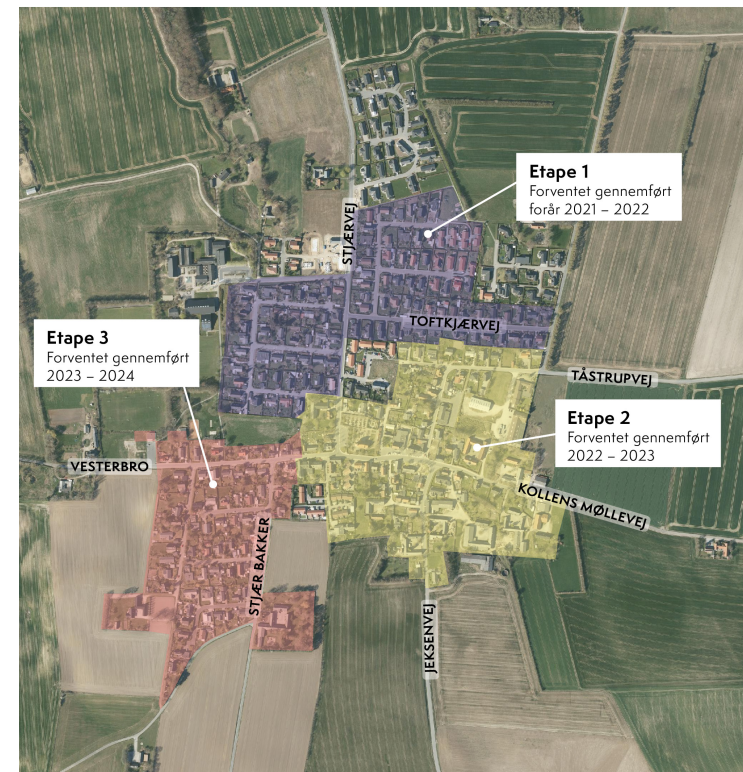 Etape 1
Forventet gennemført
forår 2021 – 2022
STJÆRVEJ
TOFTKJÆRVEJ
Etape 3
Forventet gennemført
2023 – 2024
TÅSTRUPVEJ
Etape 2
Forventet gennemført
2022 – 2023
VESTERBRO
KOLLENS MØLLEVEJ
STJÆR BAKKER
JEKSENVEJ